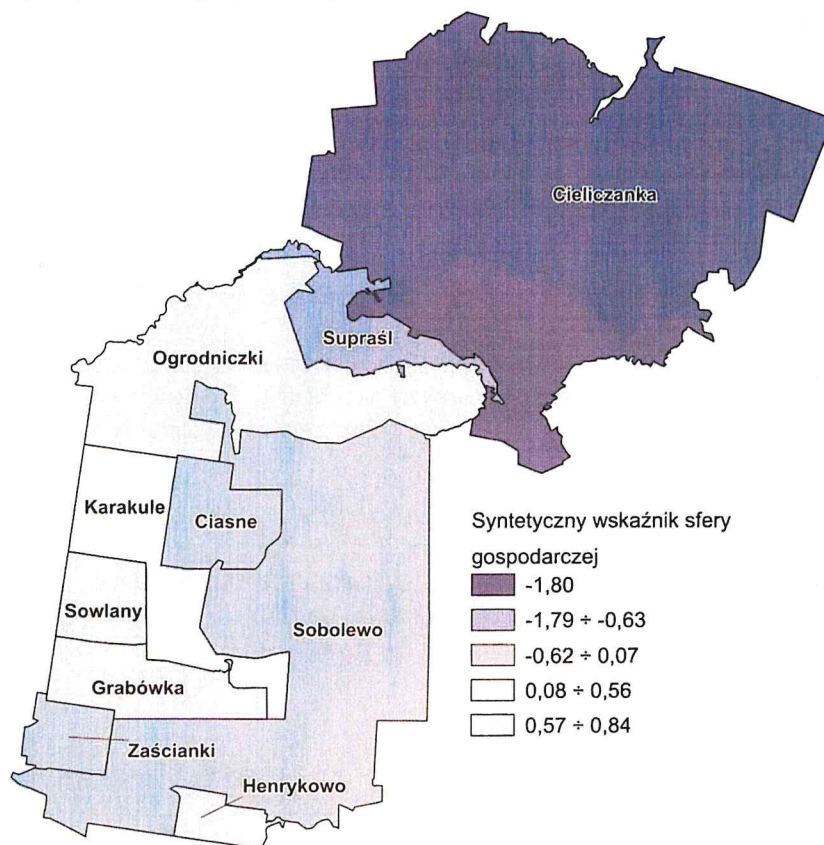 Cieliczanka
Supraśl
Ogrodniczki
Karakule
Ciasne
Sowlany
Sobolewo
Grabówka
Zaścianki
Henrykowo
Syntetyczny wskaźnik sfery
gospodarczej
-1,80
-1,79 ÷ -0,63
-0,62 ÷ 0,07
0,08 ÷ 0,56
0,57 ÷ 0,84